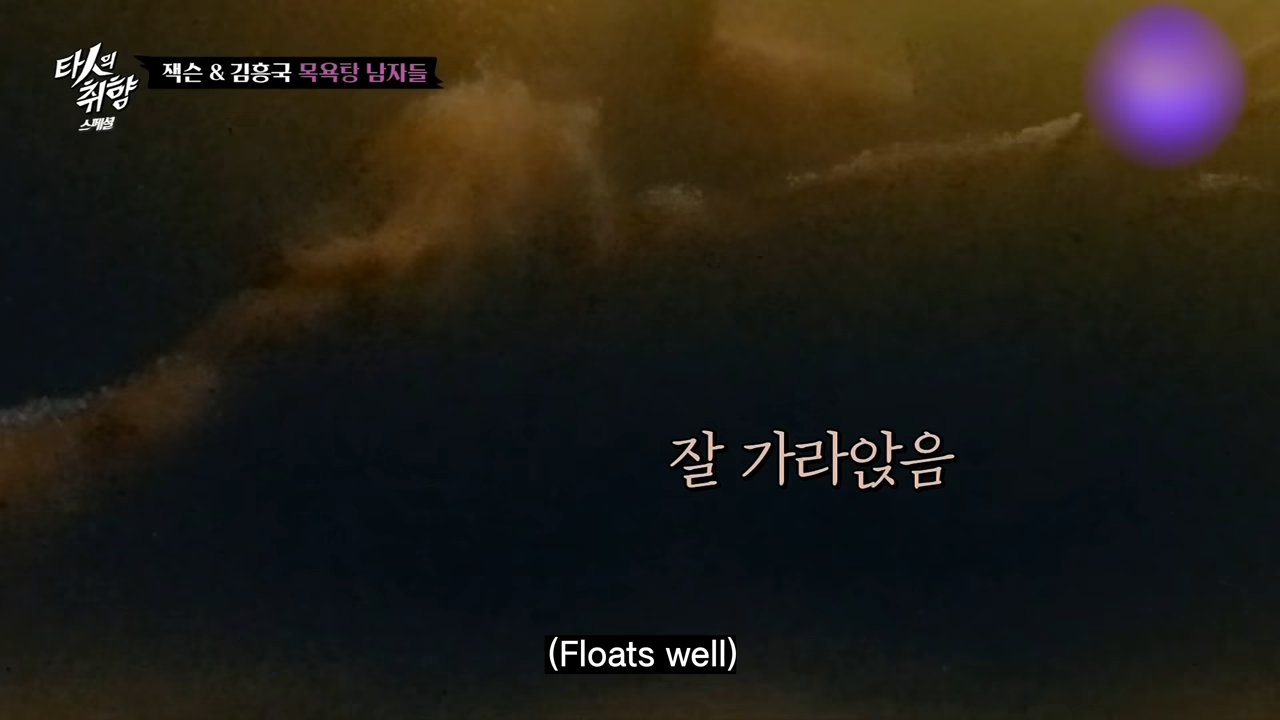 타人의
취향
스페셜
잭슨 & 김흥국 목욕탕 남자들
잘 가라앉음
(Floats well)